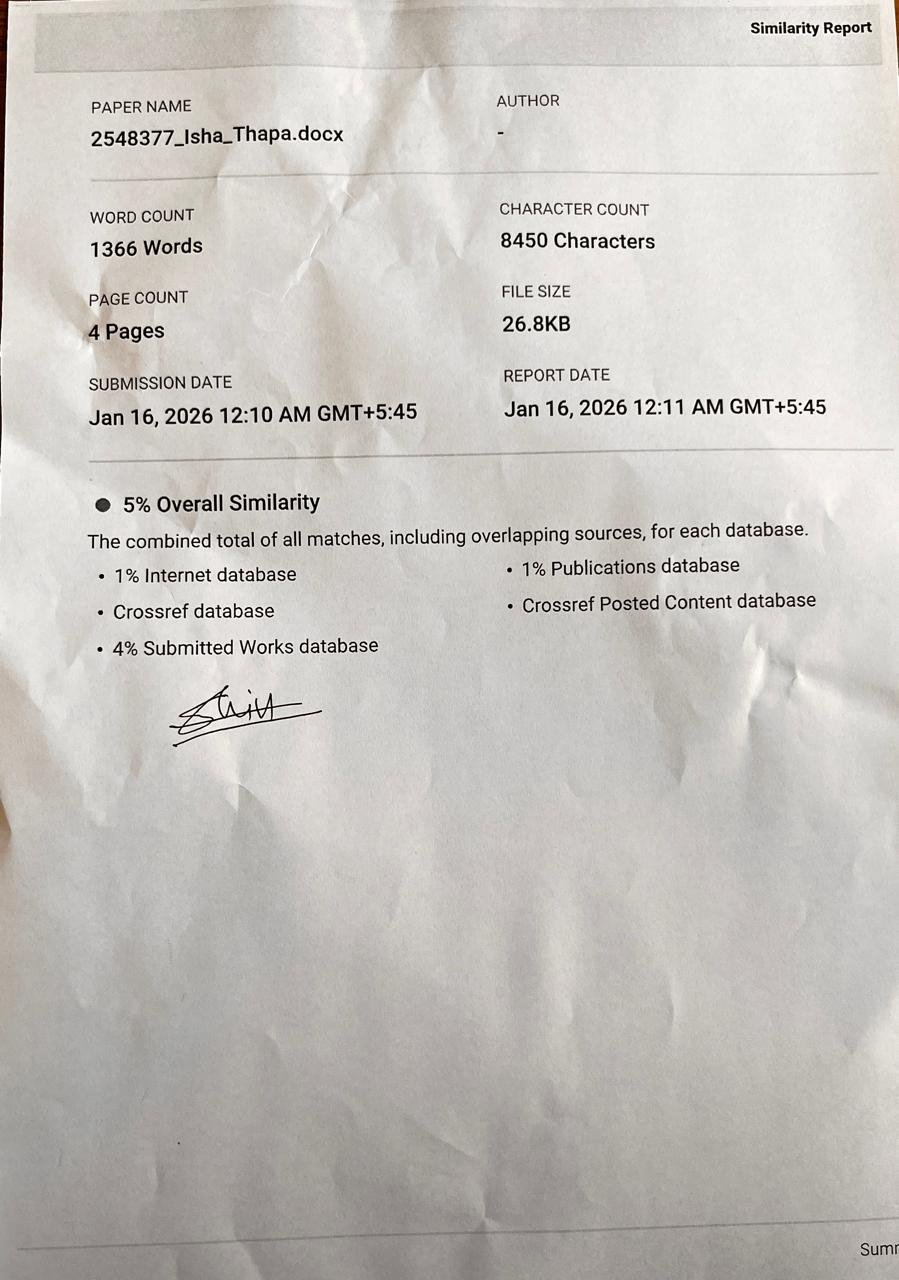 Similarity Report
PAPER NAME
2548377_Isha_Thapa.docx
AUTHOR
-
WORD COUNT
1366 Words
CHARACTER COUNT
8450 Characters
PAGE COUNT
4 Pages
FILE SIZE
26.8KB
SUBMISSION DATE
Jan 16, 2026 12:10 AM GMT+5:45
REPORT DATE
Jan 16, 2026 12:11 AM GMT+5:45
● 5% Overall Similarity
The combined total of all matches, including overlapping sources, for each database.
• 1% Internet database
• 1% Publications database
• Crossref database
• Crossref Posted Content database
• 4% Submitted Works database